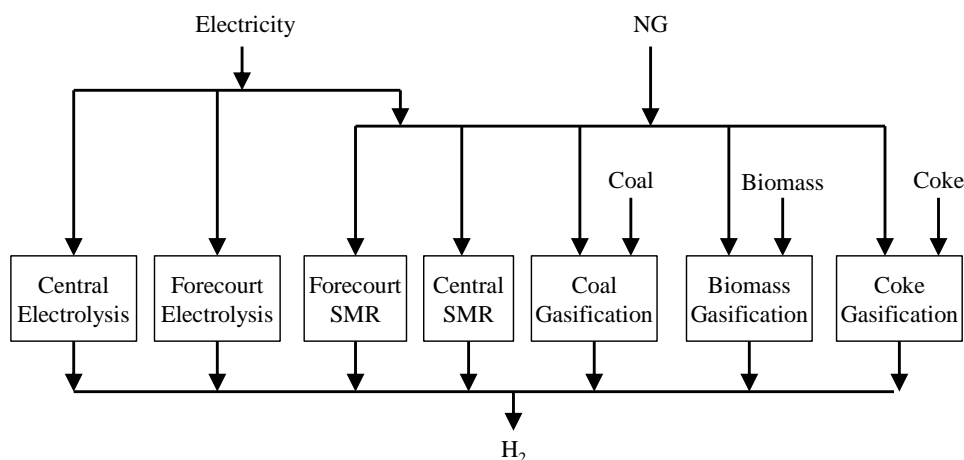 Electricity
NG
Coal
Biomass
Coke
Central
Electrolysis
Forecourt
Electrolysis
Forecourt
SMR
Central
SMR
Coal
Gasification
Biomass
Gasification
Coke
Gasification
H₂